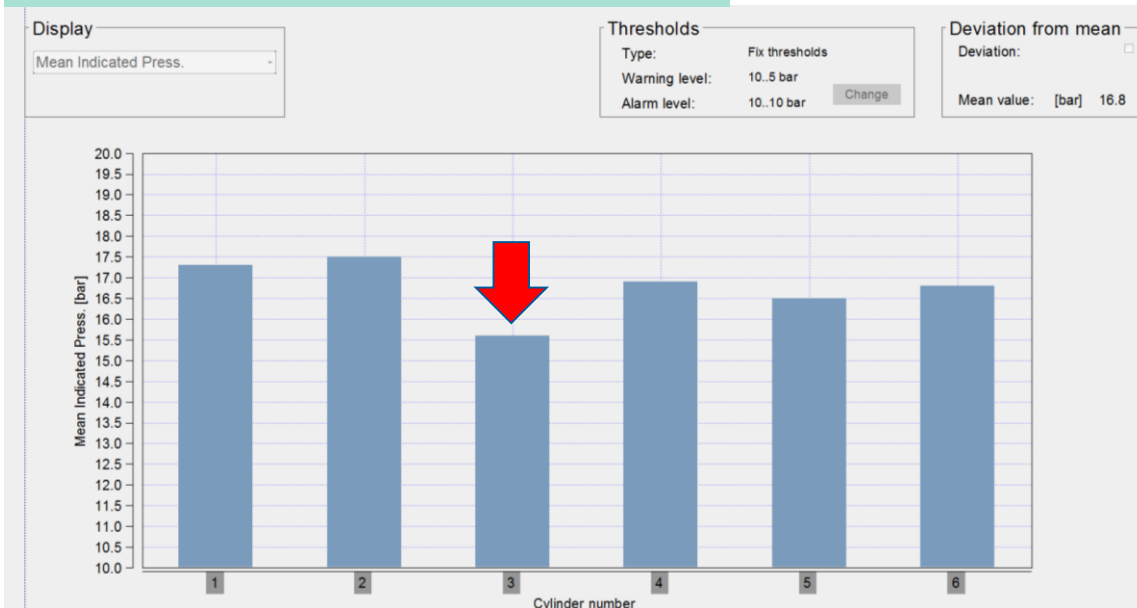 Display
Mean Indicated Press.
Thresholds
Type: Fix thresholds
Warning level: 10..5 bar
Alarm level: 10..10 bar
Change
Deviation from mean
Deviation:
Mean value: [bar] 16.8
Mean Indicated Press. [bar]
20.0
19.5
19.0
18.5
18.0
17.5
17.0
16.5
16.0
15.5
15.0
14.5
14.0
13.5
13.0
12.5
12.0
11.5
11.0
10.5
10.0
1 2 3 4 5 6
Cylinder number